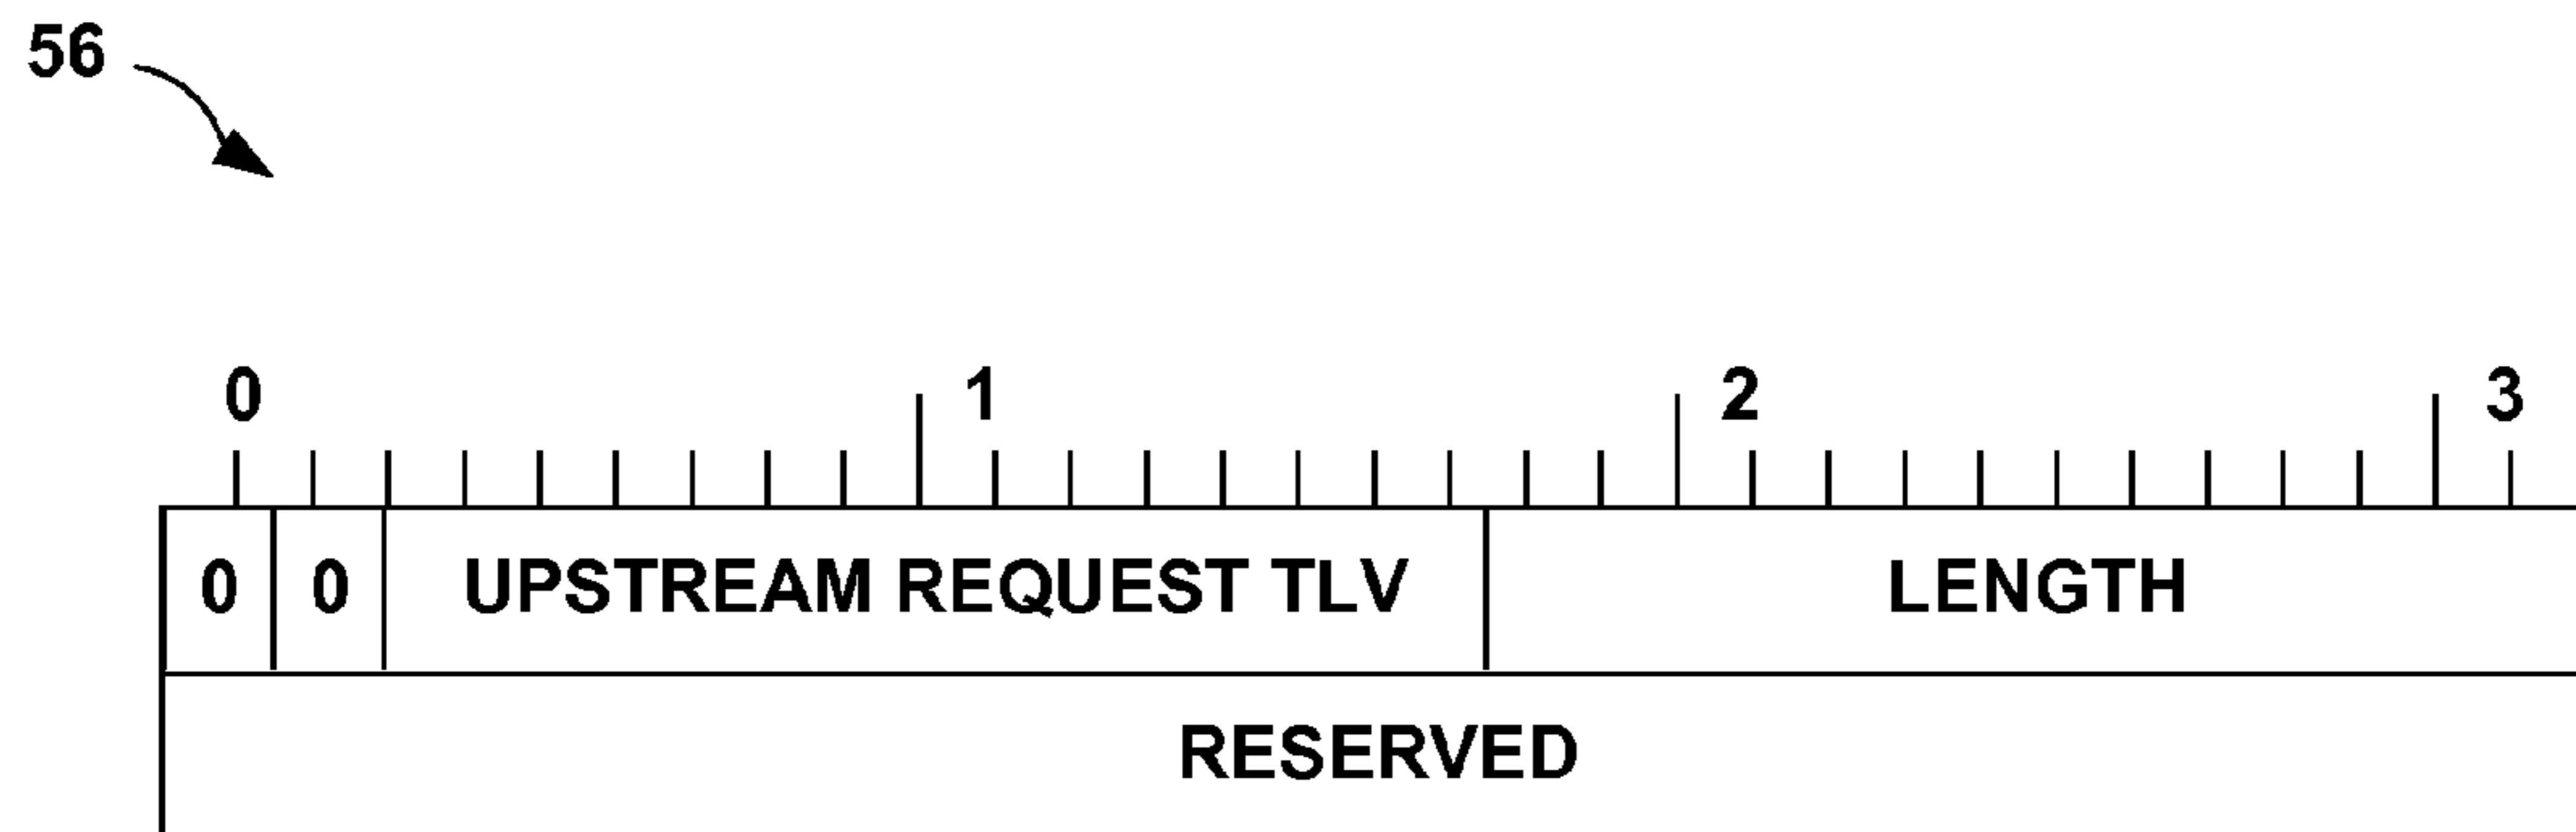 56
0 1 2 3
0 0 UPSTREAM REQUEST TLV LENGTH
RESERVED